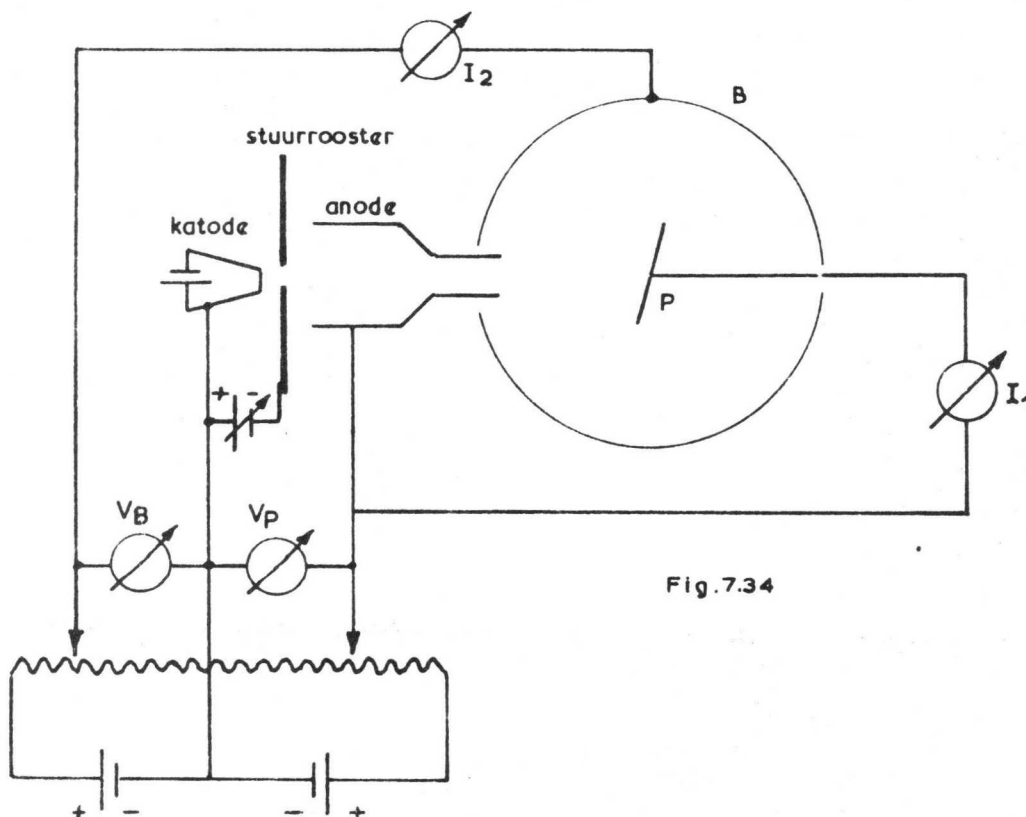 I2
B
stuurrooster
anode
katode
P
+ -
I1
VB
VP
Fig.7.34
+ - - +